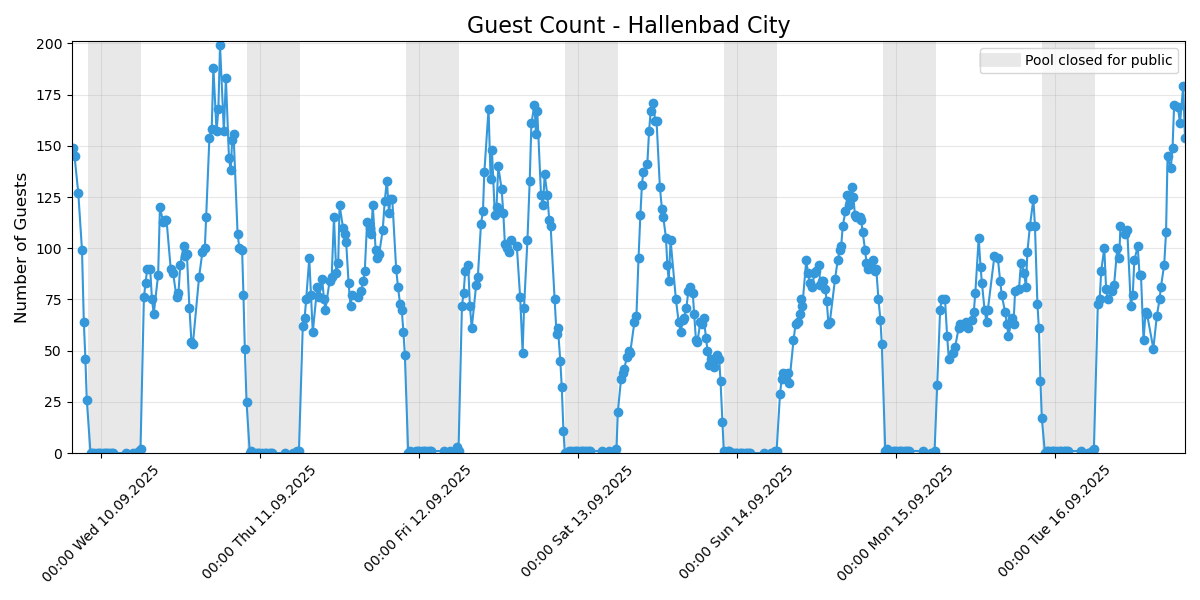 Guest Count - Hallenbad City
Number of Guests
200
175
150
125
100
75
50
25
0
Pool closed for public
00:00 Wed 10.09.2025
00:00 Thu 11.09.2025
00:00 Fri 12.09.2025
00:00 Sat 13.09.2025
00:00 Sun 14.09.2025
00:00 Mon 15.09.2025
00:00 Tue 16.09.2025